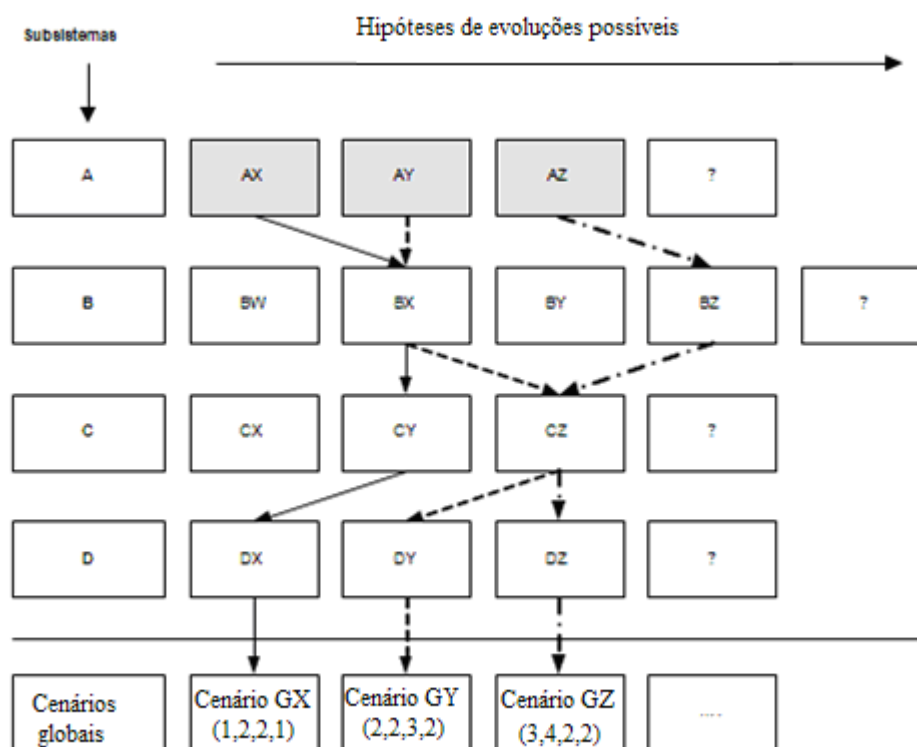 Hipóteses de evoluções possíveis
Subsistemas
A AX AY AZ ?
B BW BX BY BZ ?
C CX CY CZ ?
D DX DY DZ ?
Cenários globais
Cenário GX
(1,2,2,1)
Cenário GY
(2,2,3,2)
Cenário GZ
(3,4,2,2)
....